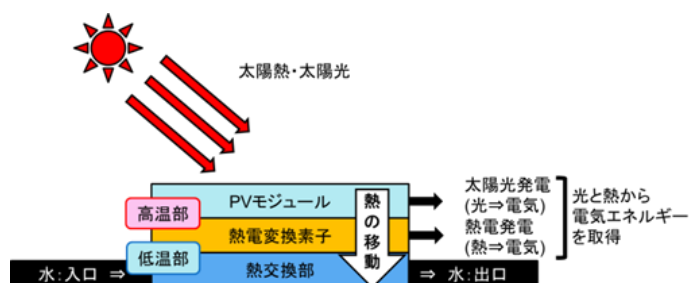 太陽熱・太陽光
PVモジュール
高温部
熱電変換素子
低温部
熱交換部
熱の移動
水:入口 ⇒
⇒ 水:出口
太陽光発電
(光⇒電気)
熱電発電
(熱⇒電気)
光と熱から
電気エネルギー
を取得